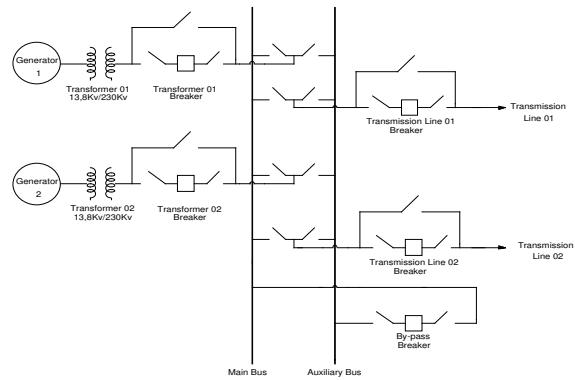 Generator
1
Transformer 01
13,8Kv/230Kv
Transformer 01
Breaker
Transmission Line 01
Breaker
Transmission
Line 01
Generator
2
Transformer 02
13,8Kv/230Kv
Transformer 02
Breaker
Transmission Line 02
Breaker
Transmission
Line 02
By-pass
Breaker
Main Bus
Auxiliary Bus